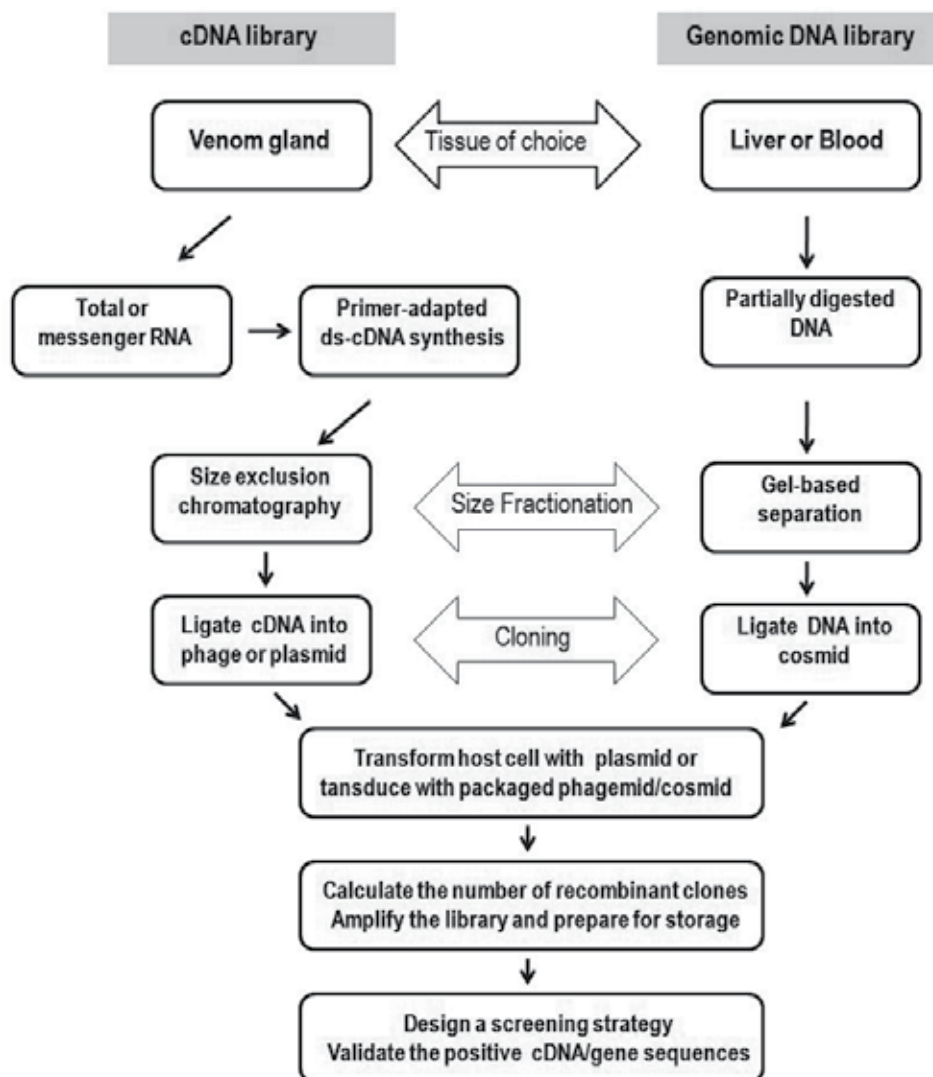 cDNA library
Genomic DNA library
Venom gland
Tissue of choice
Liver or Blood
Total or
messenger RNA
Primer-adapted
ds-cDNA synthesis
Partially digested
DNA
Size exclusion
chromatography
Size Fractionation
Gel-based
separation
Ligate cDNA into
phage or plasmid
Cloning
Ligate DNA into
cosmid
Transform host cell with plasmid or
tansduce with packaged phagemid/cosmid
Calculate the number of recombinant clones
Amplify the library and prepare for storage
Design a screening strategy
Validate the positive cDNA/gene sequences